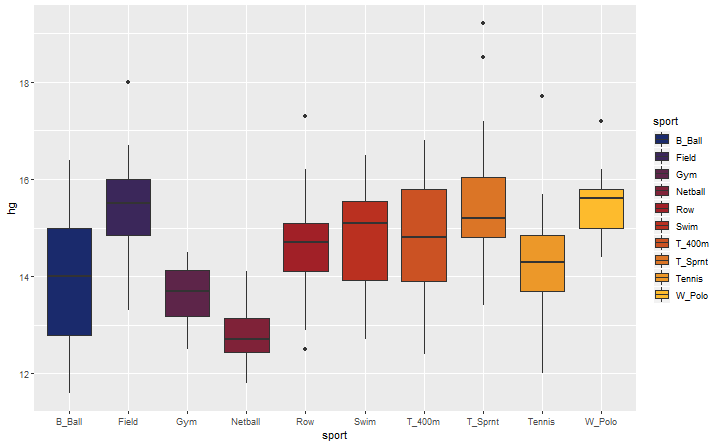 18
16
14
12
hg
B_Ball
Field
Gym
Netball
Row
Swim
T_400m
T_Sprnt
Tennis
W_Polo
sport
sport
B_Ball
Field
Gym
Netball
Row
Swim
T_400m
T_Sprnt
Tennis
W_Polo